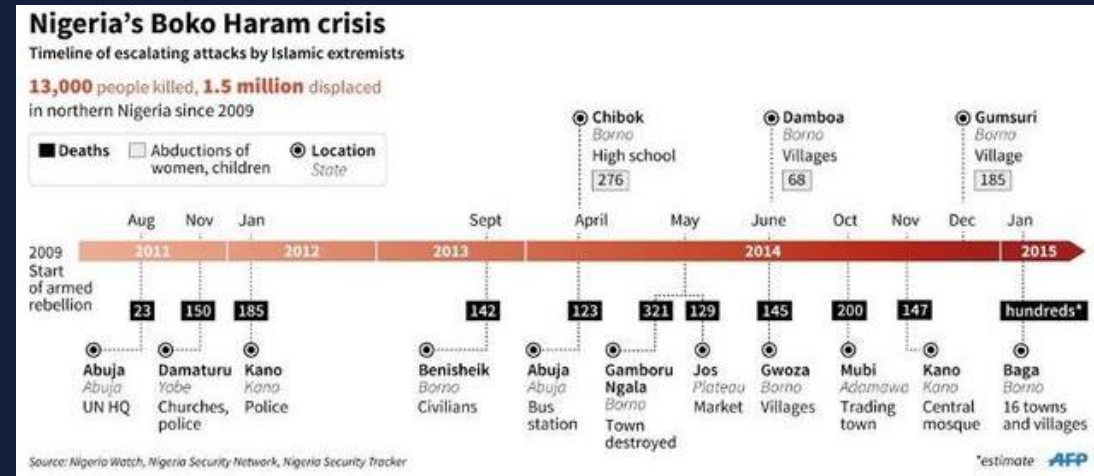 Nigeria's Boko Haram crisis
Timeline of escalating attacks by Islamic extremists
13,000 people killed, 1.5 million displaced
in northern Nigeria since 2009
Deaths
Abductions of
women, children
Location
State
Chibok
Borno
High school
276
Damboa
Borno
Villages
68
Gumsuri
Borno
Village
185
Aug Nov Jan Sept April May June Oct Nov Dec Jan
2009 2011 2012 2013 2014 2015
Start
of armed
rebellion
23 150 185 142 123 321 129 145 200 147 hundreds*
Abuja
Abuja
UN HQ
Damaturu
Yobe
Churches,
police
Kano
Kano
Police
Benisheik
Borno
Civilians
Abuja
Abuja
Bus
station
Gamboru
Ngala
Borno
Town
destroyed
Jos
Plateau
Market
Gwoza
Borno
Villages
Mubi
Adamawa
Trading
town
Kano
Kano
Central
mosque
Baga
Borno
16 towns
and villages
Source: Nigeria Watch, Nigeria Security Network, Nigeria Security Tracker
*estimate AFP